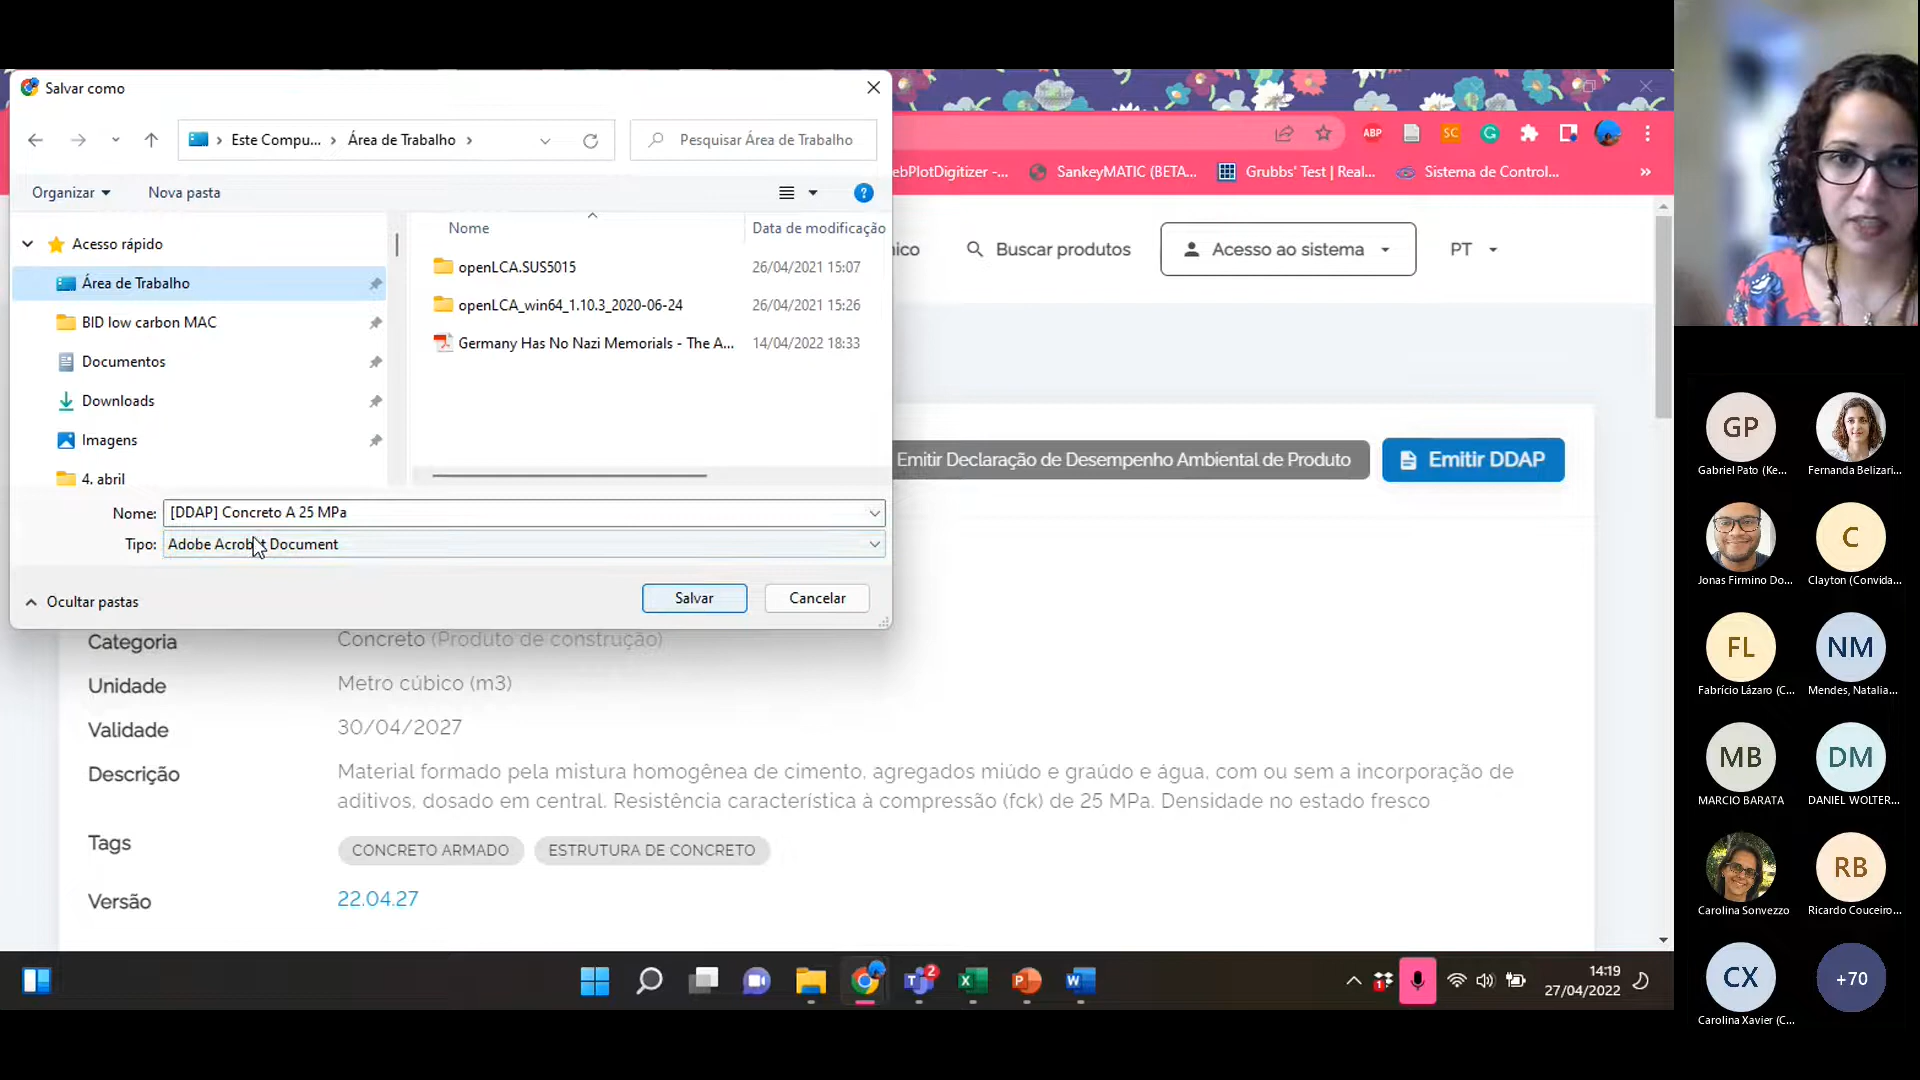 Salvar como
Este Compu... › Área de Trabalho ›
Pesquisar Área de Trabalho
Organizar
Nova pasta
Acesso rápido
Área de Trabalho
BID low carbon MAC
Documentos
Downloads
Imagens
4. abril
Nome
Data de modificação
openLCA.SUS5015
26/04/2021 15:07
openLCA_win64_1.10.3_2020-06-24
26/04/2021 15:26
Germany Has No Nazi Memorials - The A...
14/04/2022 18:33
Nome: [DDAP] Concreto A 25 MPa
Tipo: Adobe Acrobat Document
Ocultar pastas
Salvar
Cancelar
ABP
SC
ebPlotDigitizer -...
SankeyMATIC (BETA...
Grubbs' Test | Real...
Sistema de Control...
»
ico
Buscar produtos
Acesso ao sistema
PT
Emitir Declaração de Desempenho Ambiental de Produto
Emitir DDAP
Categoria
Concreto (Produto de construção)
Unidade
Metro cúbico (m3)
Validade
30/04/2027
Descrição
Material formado pela mistura homogênea de cimento, agregados miúdo e graúdo e água, com ou sem a incorporação de
aditivos, dosado em central. Resistência característica à compressão (fck) de 25 MPa. Densidade no estado fresco
Tags
CONCRETO ARMADO
ESTRUTURA DE CONCRETO
Versão
22.04.27
2
1
14:19
27/04/2022
GP
Gabriel Pato (Ke...
Fernanda Belizari...
Jonas Firmino Do...
C
Clayton (Convida...
FL
Fabrício Lázaro (C...
NM
Mendes, Natalia...
MB
MARCIO BARATA
DM
DANIEL WOLTER...
Carolina Sonvezzo
RB
Ricardo Couceiro...
CX
Carolina Xavier (C...
+70